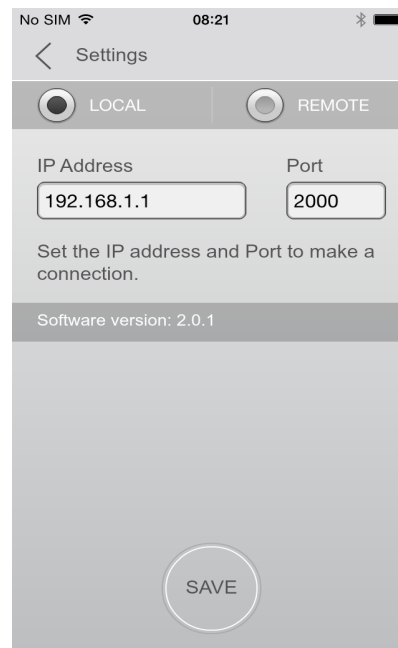 No SIM 08:21
Settings
LOCAL REMOTE
IP Address Port
192.168.1.1 2000
Set the IP address and Port to make a
connection.
Software version: 2.0.1
SAVE